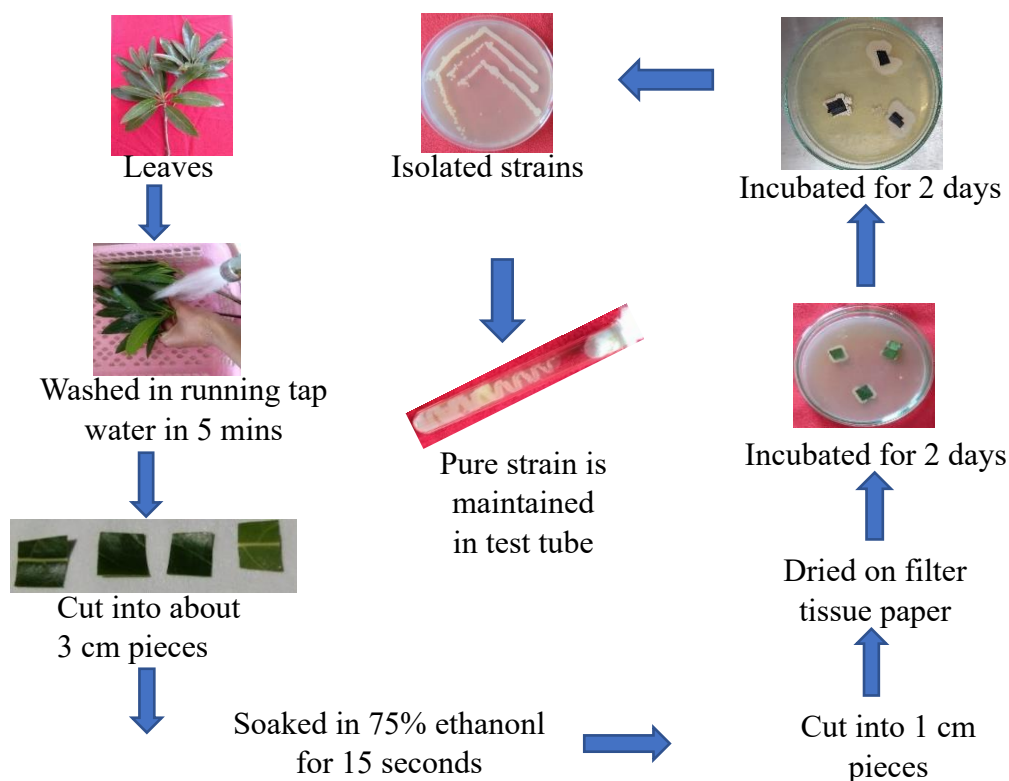 Leaves
Washed in running tap
water in 5 mins
Cut into about
3 cm pieces
Soaked in 75% ethanonl
for 15 seconds
Cut into 1 cm
pieces
Dried on filter
tissue paper
Incubated for 2 days
Incubated for 2 days
Isolated strains
Pure strain is
maintained
in test tube